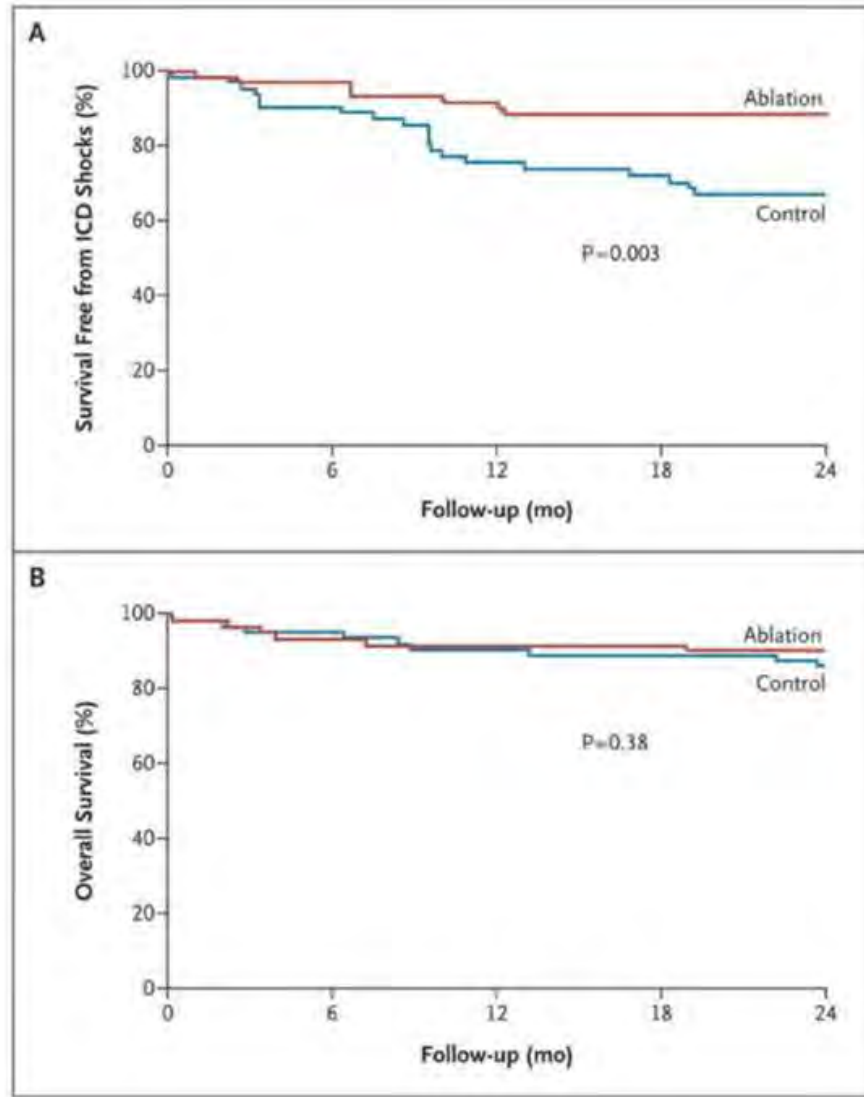 A
Survival Free from ICD Shocks (%)
100
80
60
40
20
0
Ablation
Control
P=0.003
0 6 12 18 24
Follow-up (mo)
B
Overall Survival (%)
100
80
60
40
20
0
Ablation
Control
P=0.38
0 6 12 18 24
Follow-up (mo)